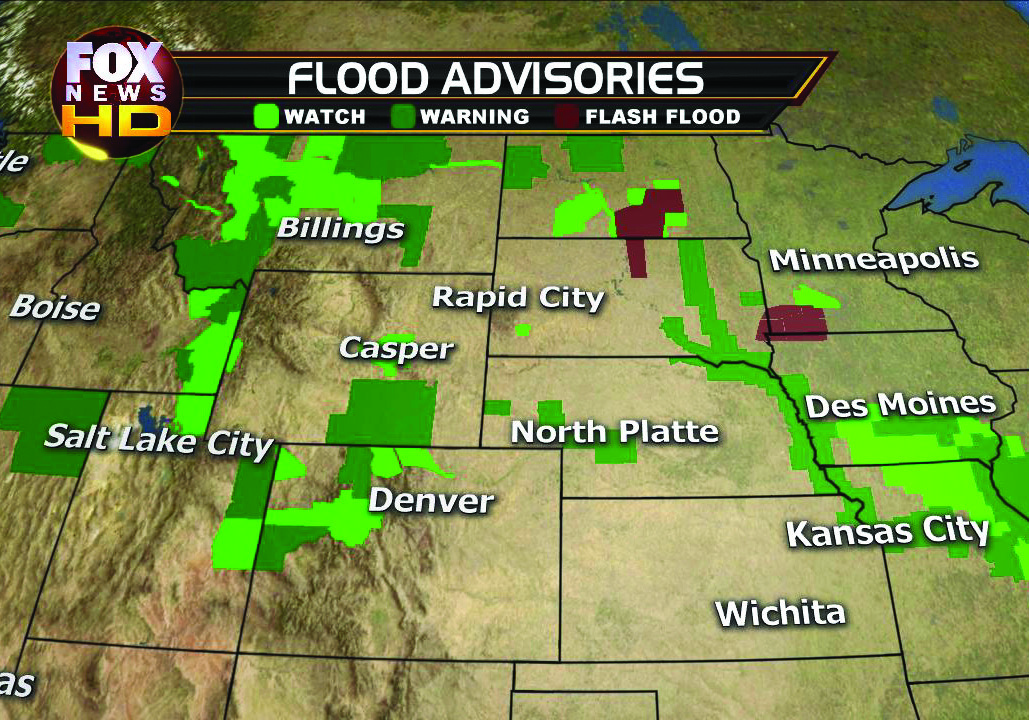 FOX
NEWS
HD
FLOOD ADVISORIES
WATCH
WARNING
FLASH FLOOD
tle
Billings
Minneapolis
Boise
Rapid City
Casper
Des Moines
Salt Lake City
North Platte
Denver
Kansas City
Wichita
as